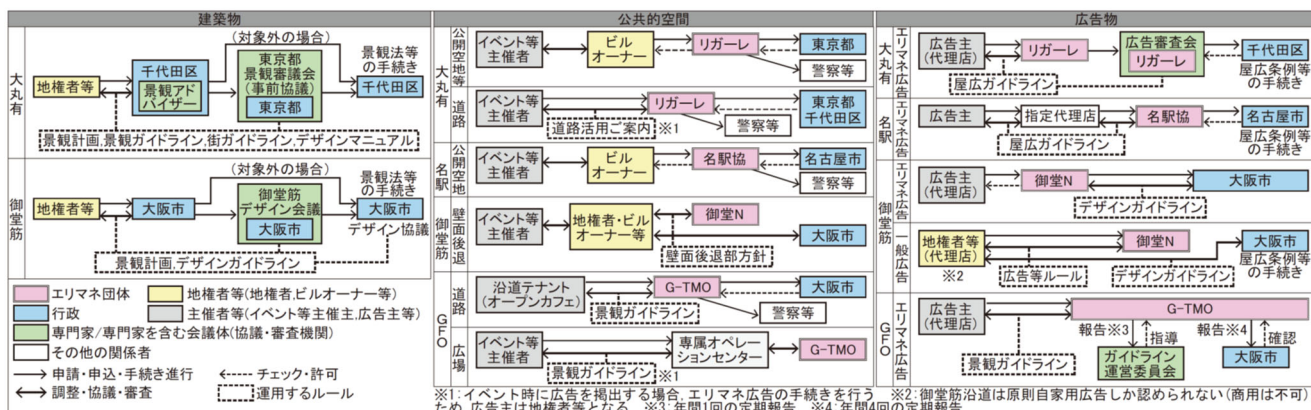 建築物
大丸有
(対象外の場合)
地権者等
千代田区
景観アド
バイザー
東京都
景観審議会
(事前協議)
東京都
景観法等
の手続き
千代田区
景観計画,景観ガイドライン,街ガイドライン,デザインマニュアル
御堂筋
(対象外の場合)
地権者等
大阪市
御堂筋
デザイン会議
大阪市
景観法等
の手続き
大阪市
デザイン協議
景観計画,デザインガイドライン
エリマネ団体
地権者等(地権者,ビルオーナー等)
行政
主催者等(イベント等主催主,広告主等)
専門家/専門家を含む会議体(協議・審査機関)
その他の関係者
申請・申込・手続き進行
チェック・許可
調整・協議・審査
運用するルール
公共的空間
大丸有
公開空地等
イベント等
主催者
ビル
オーナー
リガーレ
東京都
警察等
道路
イベント等
主催者
リガーレ
東京都
千代田区
道路活用ご案内
※1
警察等
名駅
公開空地
イベント等
主催者
ビル
オーナー
名駅協
名古屋市
警察等
御堂筋
壁面後退
イベント等
主催者
地権者・ビル
オーナー等
御堂N
大阪市
壁面後退部方針
GFO
道路
沿道テナント
(オープンカフェ)
G-TMO
大阪市
景観ガイドライン
警察等
広場
イベント等
主催者
専属オペレ
ーションセンター
G-TMO
景観ガイドライン
※1
広告物
大丸有
エリマネ広告
広告主
(代理店)
リガーレ
広告審査会
リガーレ
千代田区
屋広条例等
の手続き
屋広ガイドライン
名駅
エリマネ広告
広告主
指定代理店
名駅協
名古屋市
屋広条例等
の手続き
屋広ガイドライン
御堂筋
エリマネ広告
広告主
(代理店)
御堂N
大阪市
デザインガイドライン
一般広告
地権者等
(代理店)
※2
御堂N
大阪市
屋広条例等
の手続き
広告等ルール
デザインガイドライン
GFO
エリマネ広告
広告主
(代理店)
G-TMO
景観ガイドライン
報告※3
指導
ガイドライン
運営委員会
報告※4
確認
大阪市
※1:イベント時に広告を掲出する場合,エリマネ広告の手続きを行う
※2:御堂筋沿道は原則自家用広告しか認められない(商用は不可)
ため,広告主は地権者等となる ※3:年間1回の定期報告 ※4:年間4回の定期報告